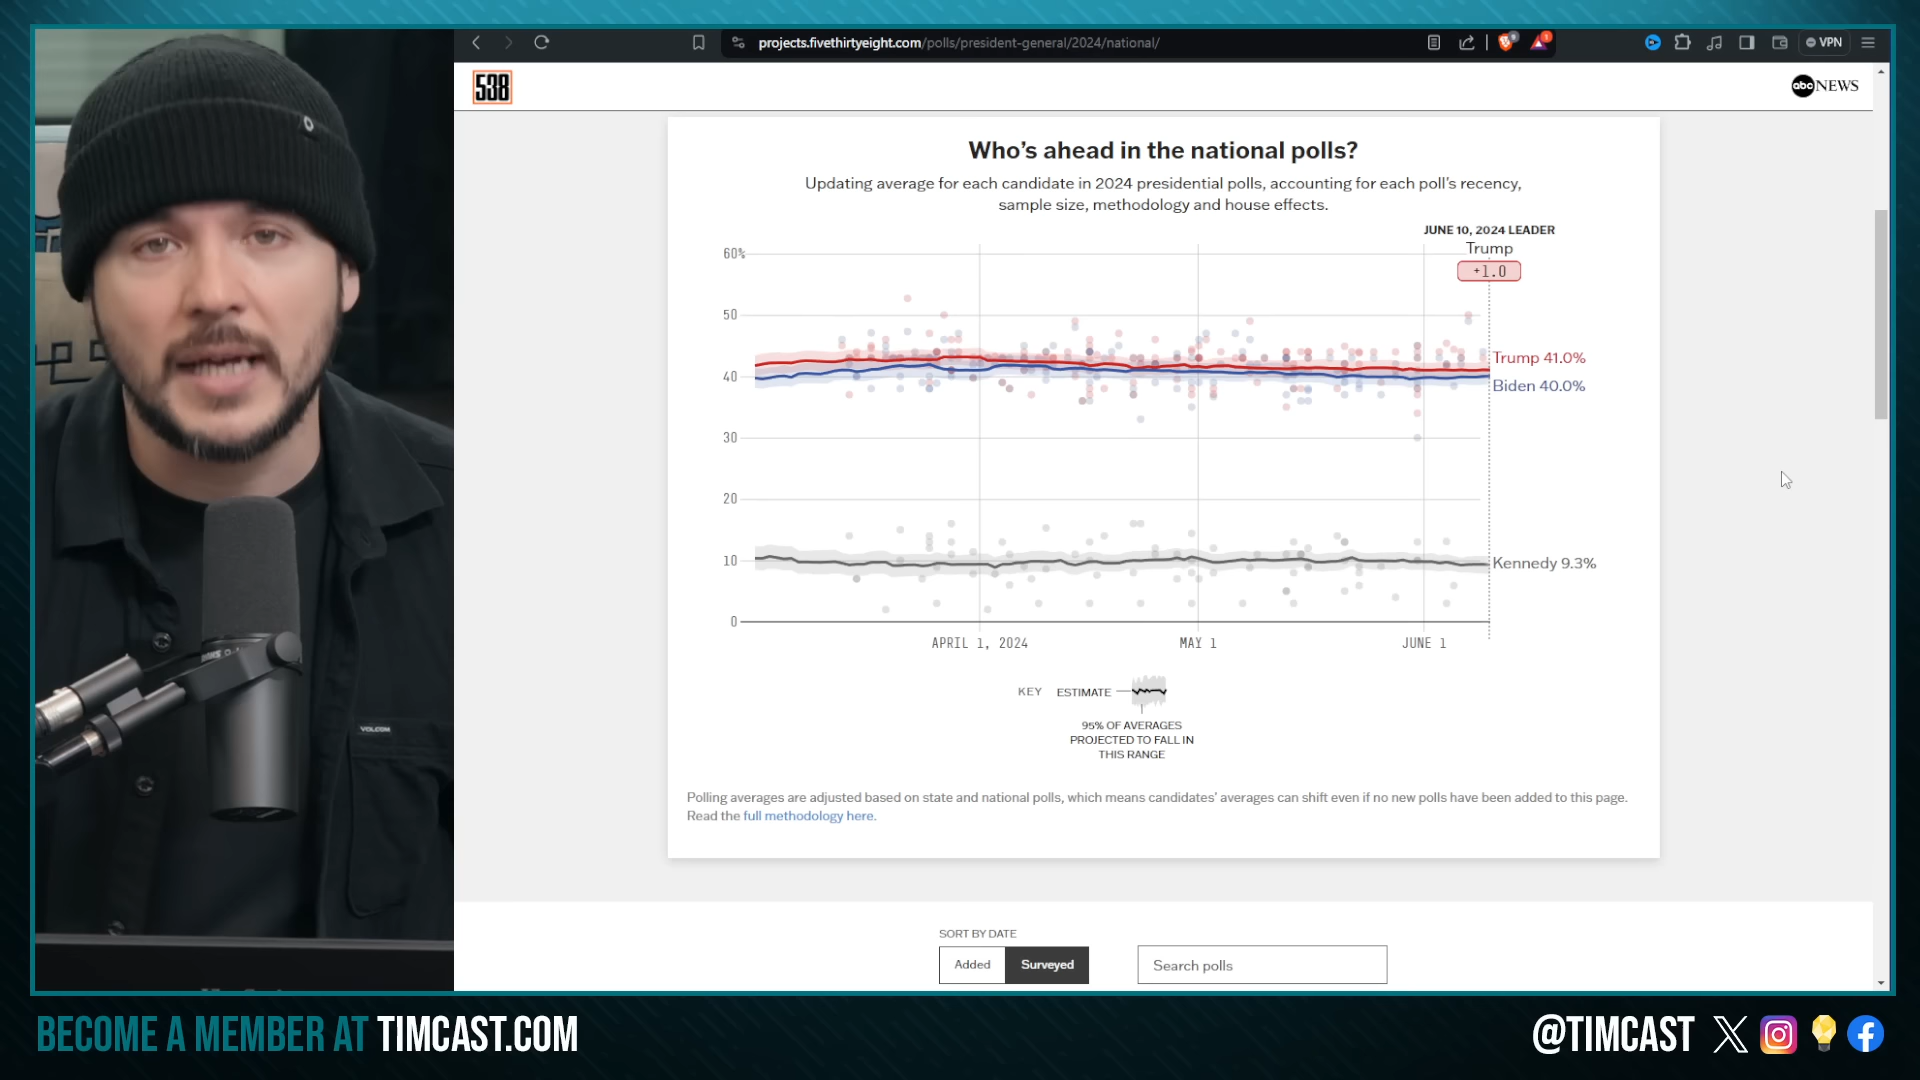 projects.fivethirtyeight.com/polls/president-general/2024/national/
VPN
538
abc NEWS
Who's ahead in the national polls?
Updating average for each candidate in 2024 presidential polls, accounting for each poll's recency,
sample size, methodology and house effects.
JUNE 10, 2024 LEADER
Trump
+1.0
60%
50
40
30
20
10
0
Trump 41.0%
Biden 40.0%
Kennedy 9.3%
APRIL 1, 2024
MAY 1
JUNE 1
KEY ESTIMATE
95% OF AVERAGES
PROJECTED TO FALL IN
THIS RANGE
Polling averages are adjusted based on state and national polls, which means candidates' averages can shift even if no new polls have been added to this page.
Read the full methodology here.
SORT BY DATE
Added
Surveyed
Search polls
VOLCOM
BECOME A MEMBER AT TIMCAST.COM
@TIMCAST